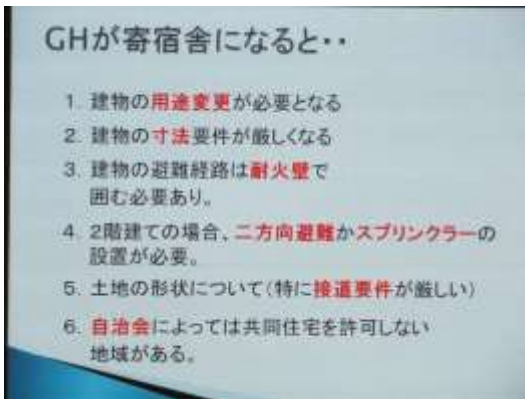 GHが寄宿舎になると・・
1. 建物の用途変更が必要となる
2. 建物の寸法要件が厳しくなる
3. 建物の避難経路は耐火壁で
囲む必要あり。
4. 2階建ての場合、二方向避難かスプリンクラーの
設置が必要。
5. 土地の形状について(特に接道要件が厳しい)
6. 自治会によっては共同住宅を許可しない
地域がある。